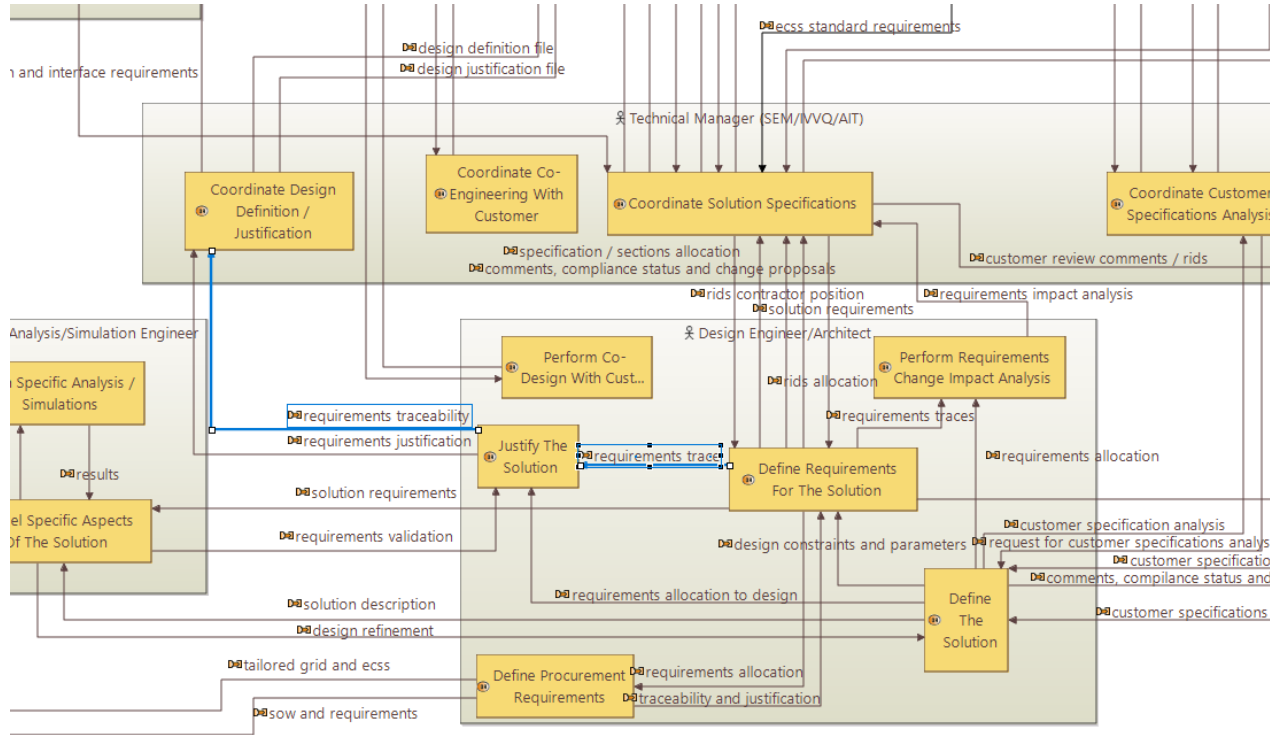 ecss standard requirements
design definition file
design justification file
and interface requirements
Technical Manager (SEM/IVVQ/AIT)
Coordinate Design
Definition /
Justification
Coordinate Co-
Engineering With
Customer
Coordinate Solution Specifications
Coordinate Customer
Specifications Analysis
specification / sections allocation
comments, compliance status and change proposals
customer review comments / rids
rids contractor position
requirements impact analysis
solution requirements
Analysis/Simulation Engineer
Design Engineer/Architect
Perform Co-
Design With Cust...
Perform Requirements
Change Impact Analysis
Specific Analysis /
Simulations
rids allocation
requirements traceability
requirements traces
requirements justification
Justify The
Solution
requirements trace
Define Requirements
For The Solution
requirements allocation
results
solution requirements
el Specific Aspects
Of The Solution
requirements validation
customer specification analysis
design constraints and parameters
request for customer specifications analys
customer specificatio
comments, compliance status and
requirements allocation to design
Define
The
Solution
solution description
customer specifications
design refinement
tailored grid and ecss
Define Procurement
Requirements
requirements allocation
traceability and justification
sow and requirements